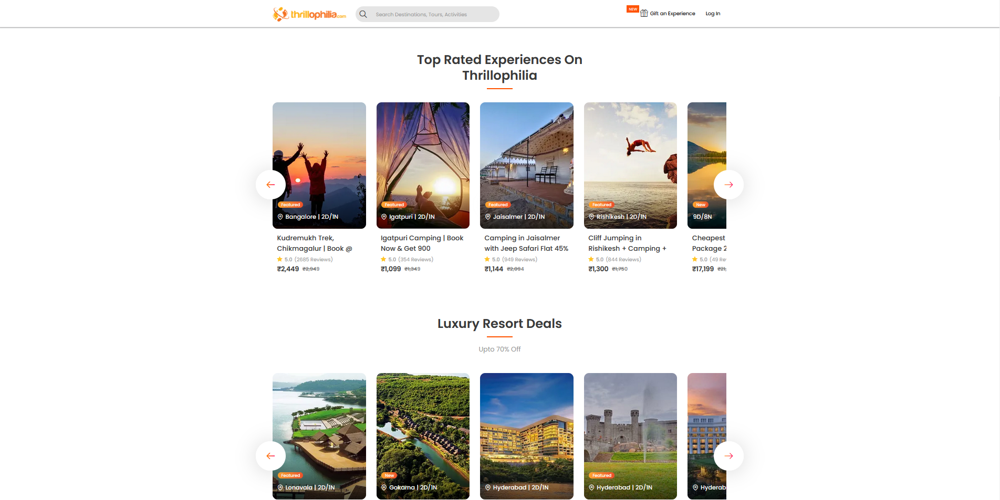 thrillophilia.com
Search Destinations, Tours, Activities
NEW
Gift an Experience
Log In
Top Rated Experiences On
Thrillophilia
Featured
Bangalore | 2D/1N
Kudremukh Trek,
Chikmagalur | Book @
5.0 (2685 Reviews)
₹2,449 ₹2,949
Featured
Igatpuri | 2D/1N
Igatpuri Camping | Book
Now & Get 900
5.0 (354 Reviews)
₹1,099 ₹1,349
Featured
Jaisalmer | 2D/1N
Camping in Jaisalmer
with Jeep Safari Flat 45%
5.0 (949 Reviews)
₹1,144 ₹2,094
Featured
Rishikesh | 2D/1N
Cliff Jumping in
Rishikesh + Camping +
5.0 (844 Reviews)
₹1,300 ₹1,750
New
9D/8N
Cheapest
Package 2
5.0 (49 Re
₹17,199 ₹21,
Luxury Resort Deals
Upto 70% Off
Featured
Lonavala | 2D/1N
New
Gokarna | 2D/1N
Hyderabad | 2D/1N
Featured
Hyderabad | 2D/1N
Hyderab